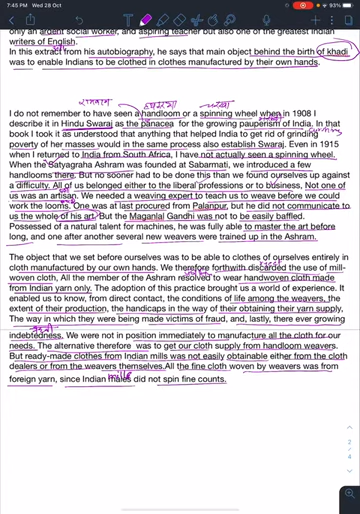 7:45 PM Wed 28 Oct
only an ardent social worker, and aspiring teacher but also one of the greatest Indian
writers of English.
In this extract from his autobiography, he says that main object behind the birth of khadi
was to enable Indians to be clothed in clothes manufactured by their own hands.
I do not remember to have seen a handloom or a spinning wheel when in 1908 I
describe it in Hindu Swaraj as the panacea for the growing pauperism of India. In that
book I took it as understood that anything that helped India to get rid of grinding
poverty of her masses would in the same process also establish Swaraj. Even in 1915
when I returned to India from South Africa, I have not actually seen a spinning wheel.
When the Satyagraha Ashram was founded at Sabarmati, we introduced a few
handlooms there. But no sooner had to be done this than we found ourselves up against
a difficulty. All of us belonged either to the liberal professions or to business, Not one of
us was an artisan. We needed a weaving expert to teach us to weave before we could
work the looms. One was at last procured from Palanpur, but he did not communicate to
us the whole of his art. But the Maganlal Gandhi was not to be easily baffled.
Possessed of a natural talent for machines, he was fully able to master the art before
long, and one after another several new weavers were trained up in the Ashram.
The object that we set before ourselves was to be able to clothes of ourselves entirely in
cloth manufactured by our own hands. We therefore forthwith discarded the use of mill-
woven cloth, All the member of the Ashram resolved to wear handwoven cloth made
from Indian yarn only. The adoption of this practice brought us a world of experience. It
enabled us to know, from direct contact, the conditions of life among the weavers, the
extent of their production, the handicaps in the way of their obtaining their yarn supply.
The way in which they were being made victims of fraud, and, lastly, there ever growing
indebtedness. We were not in position immediately to manufacture all the cloth for our
needs. The alternative therefore was to get our cloth supply from handloom weavers.
But ready-made clothes from Indian mills was not easily obtainable either from the cloth
dealers or from the weavers themselves. All the fine cloth woven by weavers was from
foreign yarn, since Indian males mills did not spin fine counts.
2
4